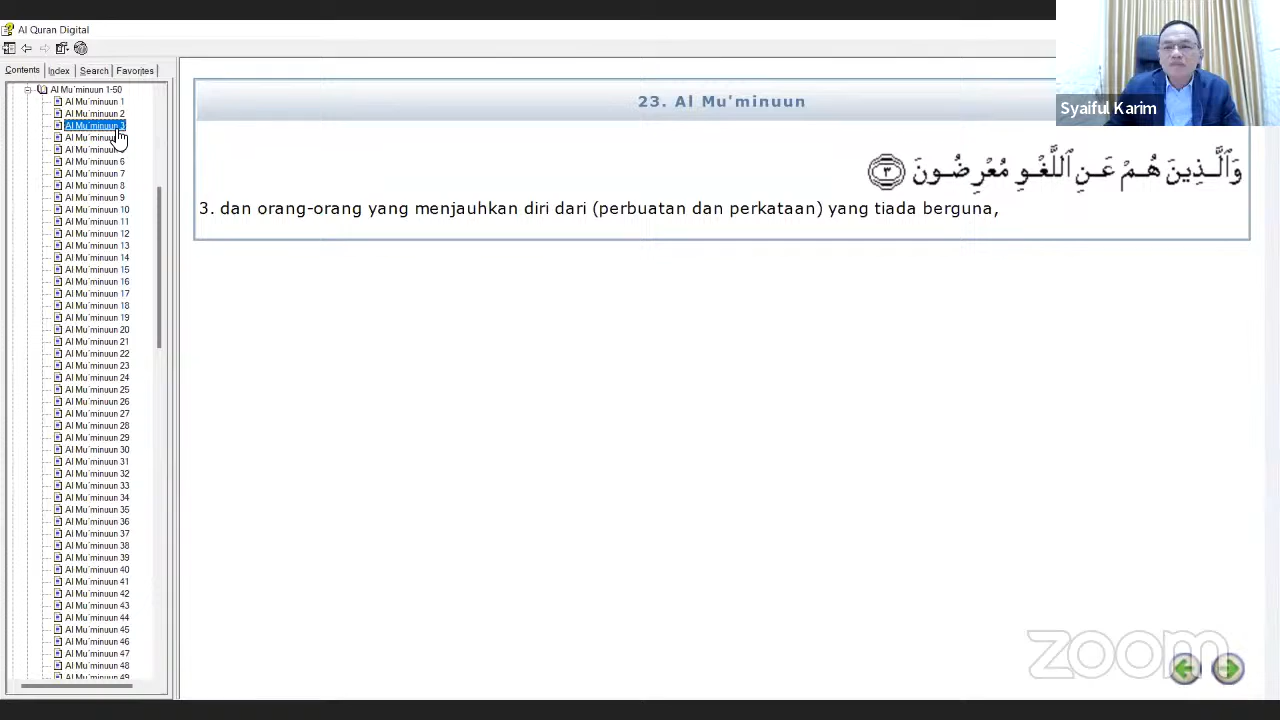 Al Quran Digital
Contents Index Search Favorites
Al Mu'minuun 1-50
Al Mu'minuun 1
Al Mu'minuun 2
Al Mu'minuun 3
Al Mu'minuun
Al Mu'minuun
Al Mu'minuun 6
Al Mu'minuun 7
Al Mu'minuun 8
Al Mu'minuun 9
Al Mu'minuun 10
Al Mu'minuun 11
Al Mu'minuun 12
Al Mu'minuun 13
Al Mu'minuun 14
Al Mu'minuun 15
Al Mu'minuun 16
Al Mu'minuun 17
Al Mu'minuun 18
Al Mu'minuun 19
Al Mu'minuun 20
Al Mu'minuun 21
Al Mu'minuun 22
Al Mu'minuun 23
Al Mu'minuun 24
Al Mu'minuun 25
Al Mu'minuun 26
Al Mu'minuun 27
Al Mu'minuun 28
Al Mu'minuun 29
Al Mu'minuun 30
Al Mu'minuun 31
Al Mu'minuun 32
Al Mu'minuun 33
Al Mu'minuun 34
Al Mu'minuun 35
Al Mu'minuun 36
Al Mu'minuun 37
Al Mu'minuun 38
Al Mu'minuun 39
Al Mu'minuun 40
Al Mu'minuun 41
Al Mu'minuun 42
Al Mu'minuun 43
Al Mu'minuun 44
Al Mu'minuun 45
Al Mu'minuun 46
Al Mu'minuun 47
Al Mu'minuun 48
Al Mu'minuun 49
23. Al Mu'minuun
وَٱلَّذِينَ هُمْ عَنِ ٱللَّغْوِ مُعْرِضُونَ ٣
3. dan orang-orang yang menjauhkan diri dari (perbuatan dan perkataan) yang tiada berguna,
Syaiful Karim
zoom